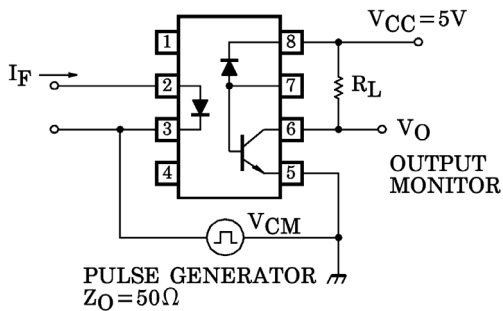 V_CC=5V
1
8
I_F
2
7
R_L
3
6
V_O
4
5
OUTPUT
MONITOR
V_CM
PULSE GENERATOR
Z_O=50Ω